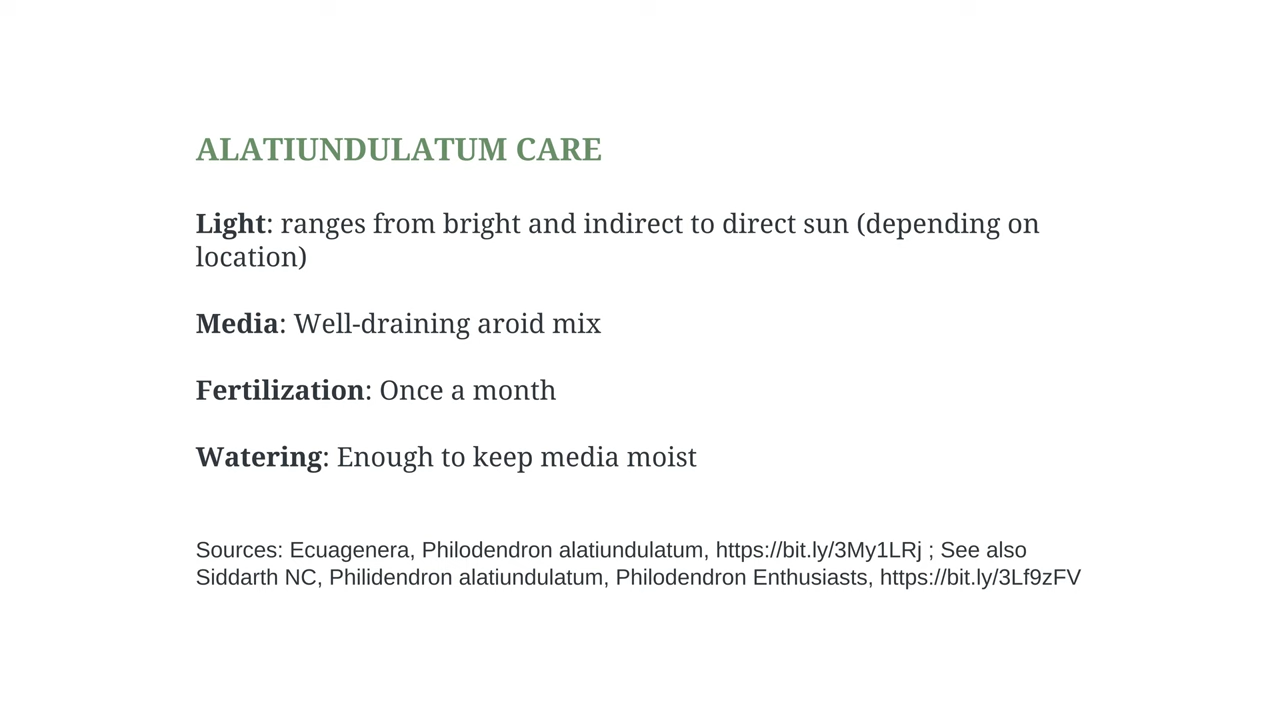 ALATIUNDULATUM CARE
Light: ranges from bright and indirect to direct sun (depending on
location)
Media: Well-draining aroid mix
Fertilization: Once a month
Watering: Enough to keep media moist
Sources: Ecuagenera, Philodendron alatiundulatum, https://bit.ly/3My1LRj ; See also
Siddarth NC, Philidendron alatiundulatum, Philodendron Enthusiasts, https://bit.ly/3Lf9zFV